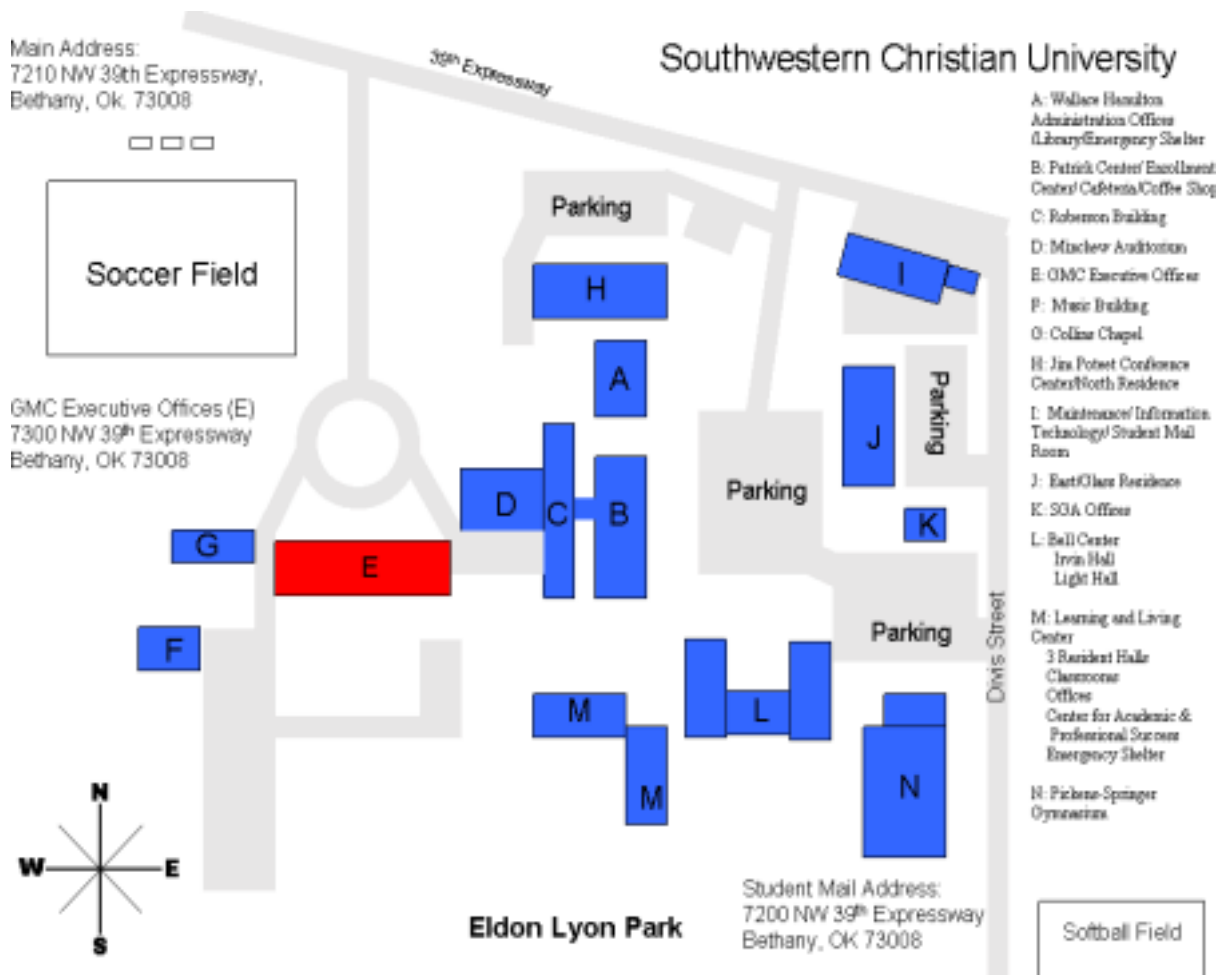 Main Address:
7210 NW 39th Expressway,
Bethany, Ok. 73008
39th Expressway
Southwestern Christian University
Soccer Field
Parking
H
I
A
Parking
J
GMC Executive Offices (E)
7300 NW 39th Expressway
Bethany, OK 73008
Parking
D
C
B
K
G
E
F
Parking
Divis Street
M
L
M
N
N
W
E
S
Eldon Lyon Park
Student Mail Address:
7200 NW 39th Expressway
Bethany, OK 73008
Softball Field
A: Wallace Hamilton
Administration Offices
/Library/Emergency Shelter
B: Patrick Center/ Enrollment
Center/ Cafeteria/Coffee Shop
C: Roberson Building
D: Minchew Auditorium
E: GMC Executive Offices
F: Music Building
G: Collins Chapel
H: Jim Poteet Conference
Center/North Residence
I: Maintenance/ Information
Technology/ Student Mail
Room
J: East/Glass Residence
K: SGA Offices
L: Bell Center
Irvin Hall
Light Hall
M: Learning and Living
Center
3 Resident Halls
Classrooms
Offices
Center for Academic &
Professional Success
Emergency Shelter
N: Pickens-Springer
Gymnasium